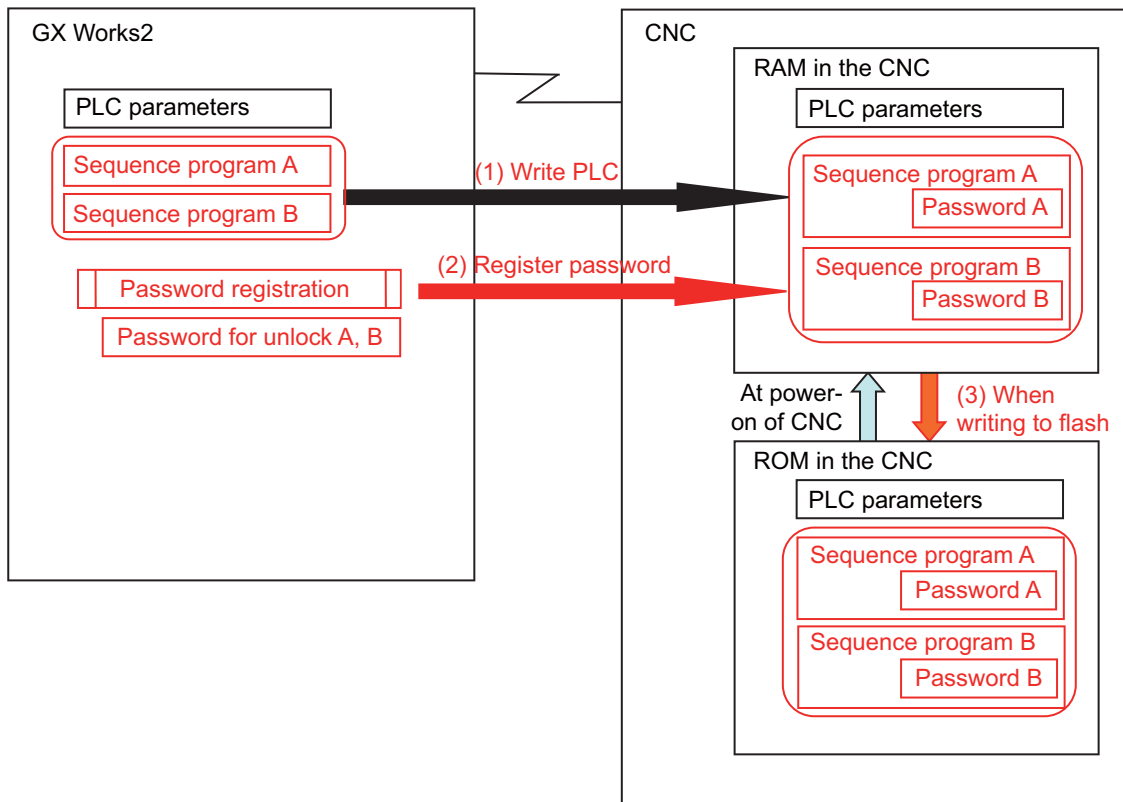 GX Works2
PLC parameters
Sequence program A
Sequence program B
Password registration
Password for unlock A, B
(1) Write PLC
(2) Register password
CNC
RAM in the CNC
PLC parameters
Sequence program A
Password A
Sequence program B
Password B
At power-
on of CNC
(3) When
writing to flash
ROM in the CNC
PLC parameters
Sequence program A
Password A
Sequence program B
Password B